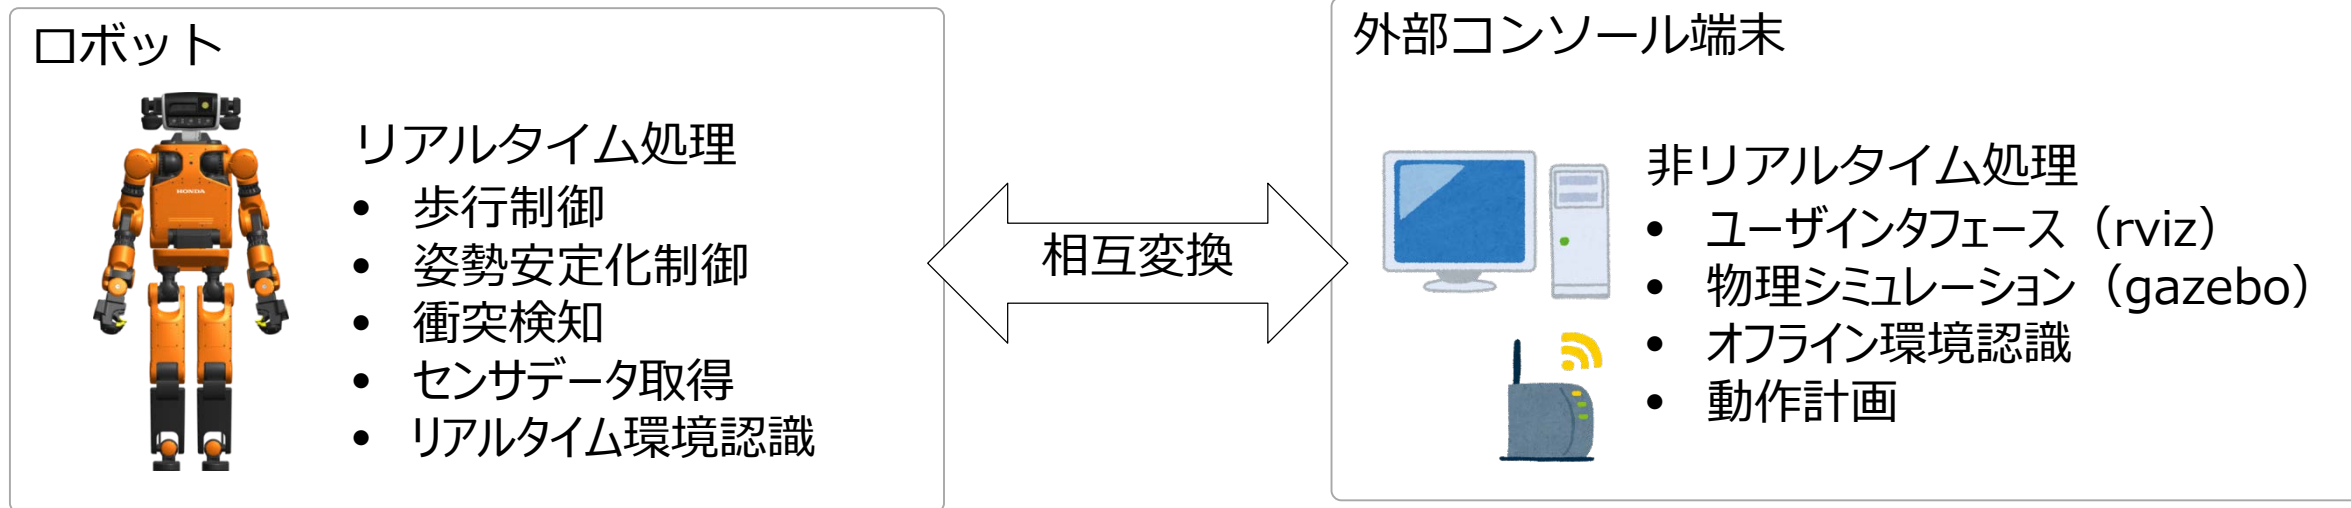 ロボット
HONDA
リアルタイム処理
• 歩行制御
• 姿勢安定化制御
• 衝突検知
• センサデータ取得
• リアルタイム環境認識
相互変換
外部コンソール端末
非リアルタイム処理
• ユーザインタフェース（rviz）
• 物理シミュレーション（gazebo）
• オフライン環境認識
• 動作計画